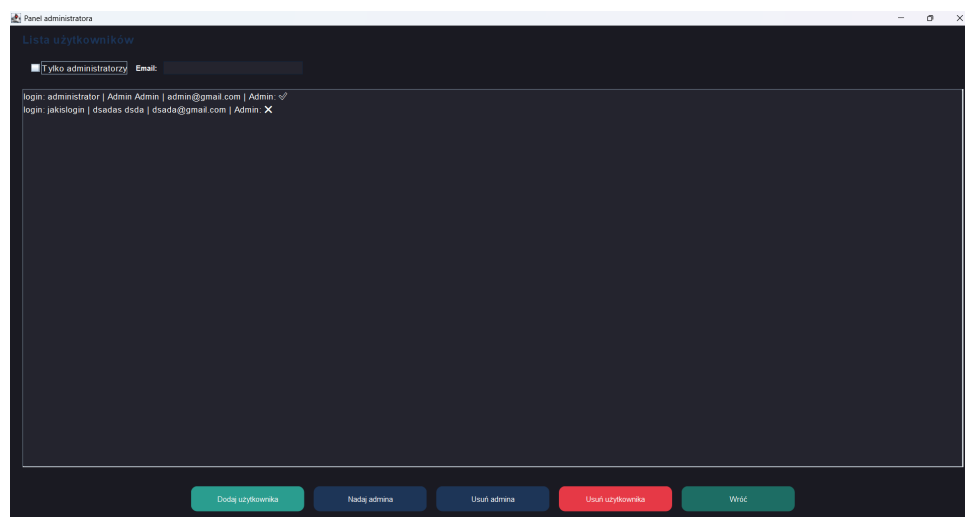 Panel administratora
Lista użytkowników
Tylko administratorzy Email:
login: administrator | Admin Admin | admin@gmail.com | Admin: ✅
login: jakislogin | dsadas dsda | dsada@gmail.com | Admin: ❌
Dodaj użytkownika Nadaj admina Usuń admina Usuń użytkownika Wróć